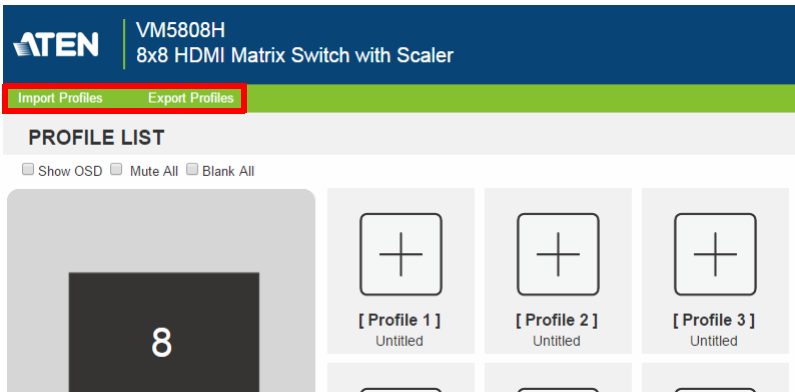 ATEN
VM5808H
8x8 HDMI Matrix Switch with Scaler
Import Profiles Export Profiles
PROFILE LIST
Show OSD Mute All Blank All
8
[ Profile 1 ] [ Profile 2 ] [ Profile 3 ]
Untitled Untitled Untitled